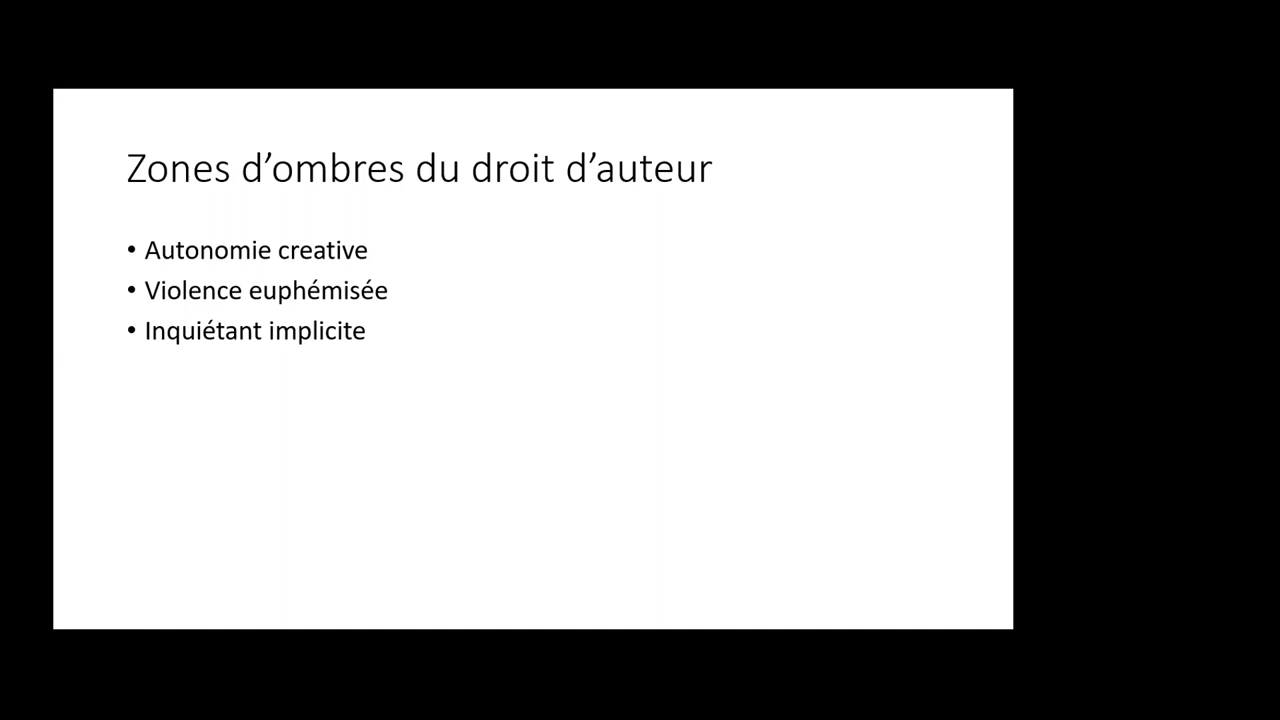 Zones d’ombres du droit d’auteur
• Autonomie creative
• Violence euphémisée
• Inquiétant implicite